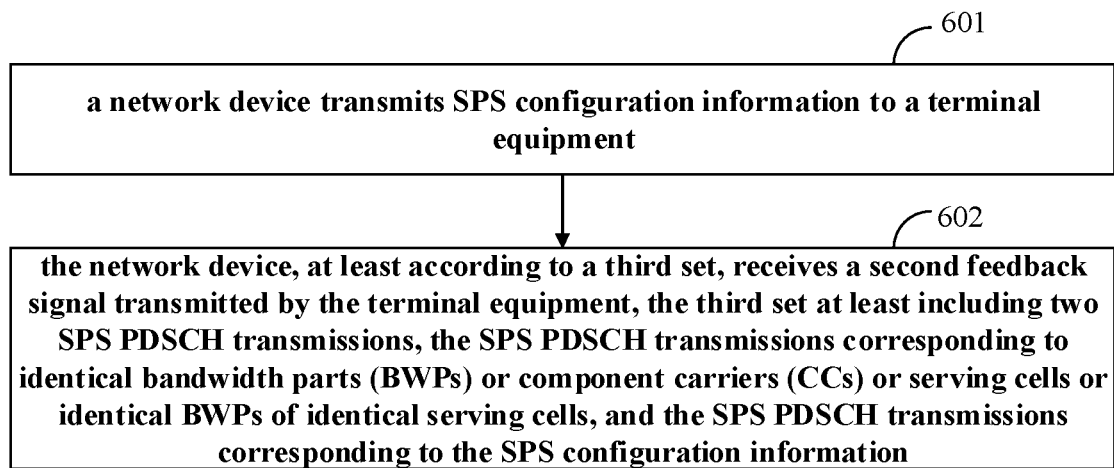 601
a network device transmits SPS configuration information to a terminal
equipment
602
the network device, at least according to a third set, receives a second feedback
signal transmitted by the terminal equipment, the third set at least including two
SPS PDSCH transmissions, the SPS PDSCH transmissions corresponding to
identical bandwidth parts (BWPs) or component carriers (CCs) or serving cells or
identical BWPs of identical serving cells, and the SPS PDSCH transmissions
corresponding to the SPS configuration information